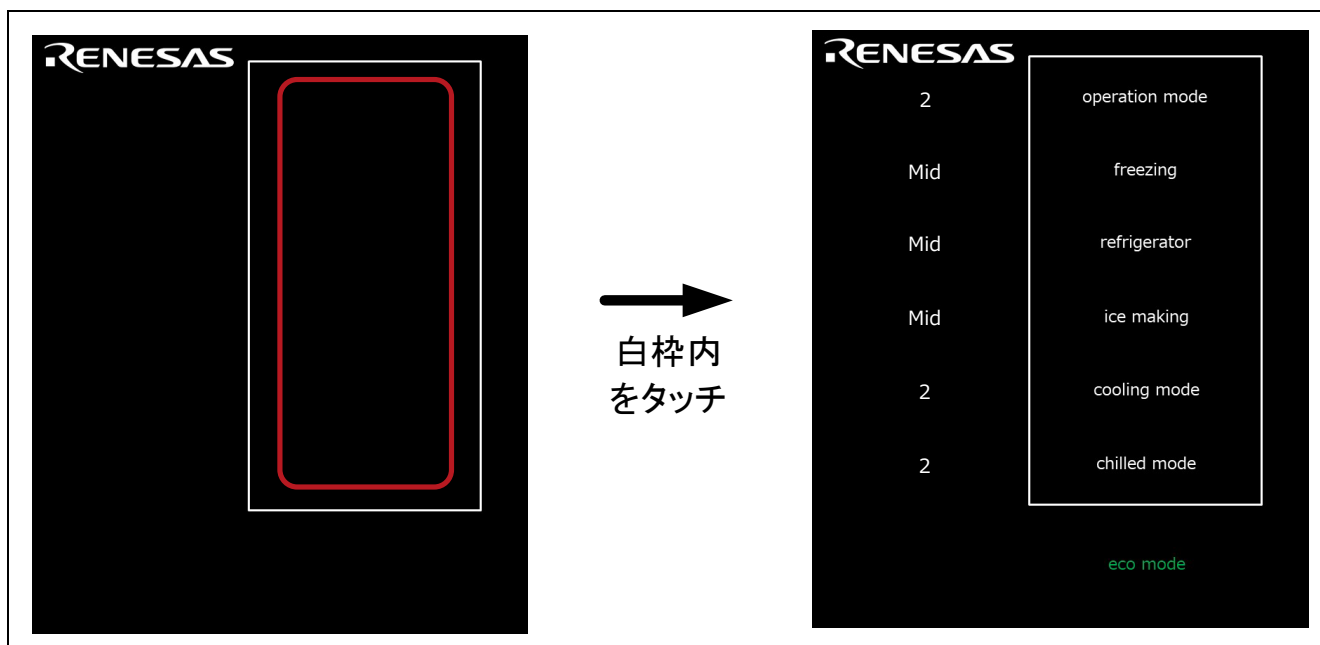 RENESAS
白枠内
をタッチ
RENESAS
2 operation mode
Mid freezing
Mid refrigerator
Mid ice making
2 cooling mode
2 chilled mode
eco mode